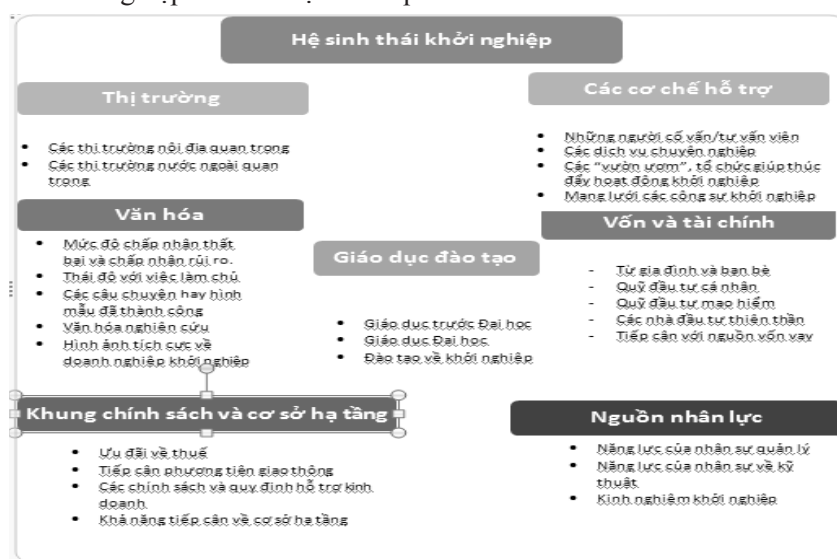 Hệ sinh thái khởi nghiệp
Thị trường
• Các thị trường nội địa quan trọng
• Các thị trường nước ngoài quan
trọng
Các cơ chế hỗ trợ
• Những người cố vấn/tư vấn viên
• Các dịch vụ chuyên nghiệp
• Các “vườn ươm”, tổ chức giúp thúc
đẩy hoạt động khởi nghiệp
• Mạng lưới các cộng sự khởi nghiệp
Văn hóa
• Mức độ chấp nhận thất
bại và chấp nhận rủi ro.
• Thái độ với việc làm chủ
• Các câu chuyện hay hình
mẫu đã thành công
• Văn hóa nghiên cứu
• Hình ảnh tích cực về
doanh nghiệp khởi nghiệp
Giáo dục đào tạo
• Giáo dục trước Đại học
• Giáo dục Đại học
• Đào tạo về khởi nghiệp
Vốn và tài chính
- Từ gia đình và bạn bè
- Quỹ đầu tư cá nhân
- Quỹ đầu tư mạo hiểm
- Các nhà đầu tư thiên thần
- Tiếp cận với nguồn vốn vay
Khung chính sách và cơ sở hạ tầng
• Ưu đãi về thuế
• Tiếp cận phương tiện giao thông
• Các chính sách và quy định hỗ trợ kinh
doanh
• Khả năng tiếp cận về cơ sở hạ tầng
Nguồn nhân lực
• Năng lực của nhân sự quản lý
• Năng lực của nhân sự về kỹ
thuật
• Kinh nghiệm khởi nghiệp